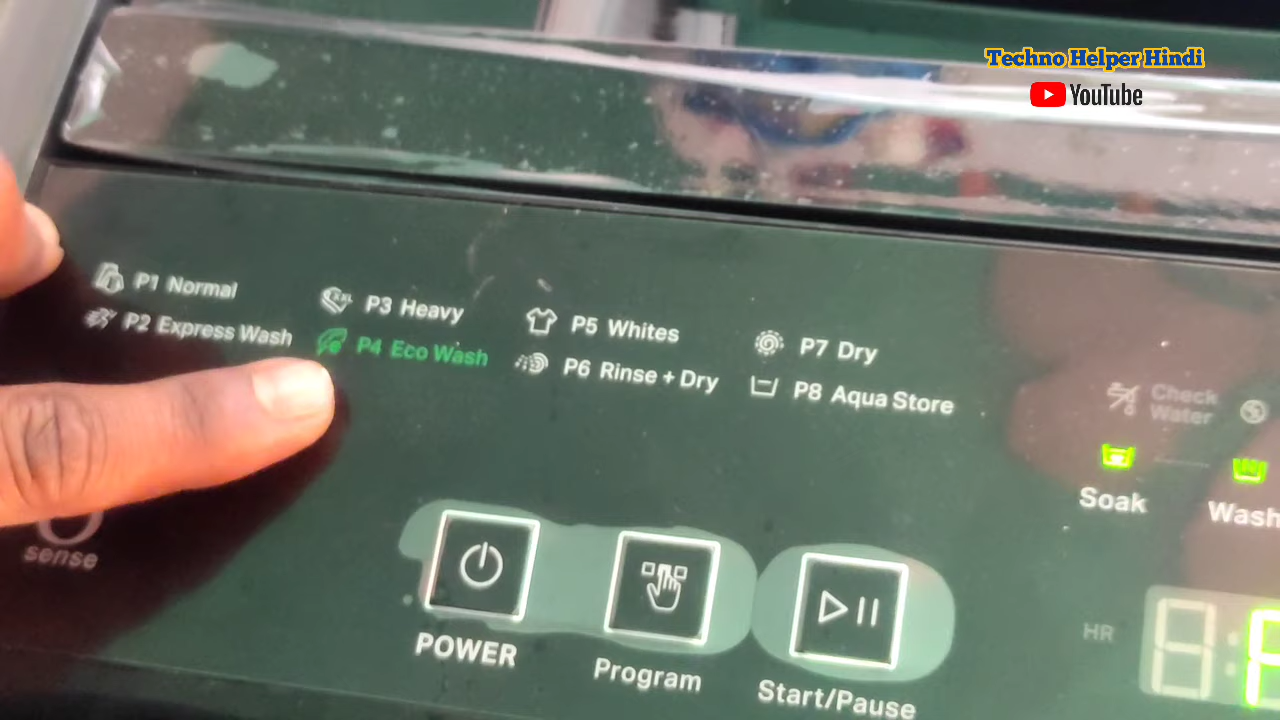 Techno Helper Hindi
YouTube
P1 Normal
P2 Express Wash
P3 Heavy
P4 Eco Wash
P5 Whites
P6 Rinse + Dry
P7 Dry
P8 Aqua Store
Check
Water
Soak
Wash
sense
POWER
Program
Start/Pause
HR